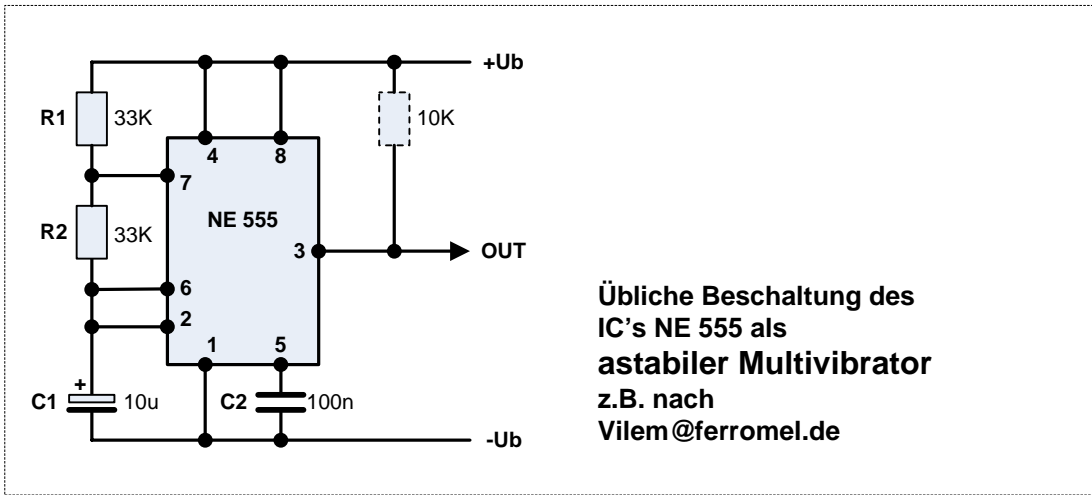 +Ub
R1 33K
10K
4 8
7
NE 555
R2 33K
3 OUT
6
2
1 5
+
C1 10u
C2 100n
-Ub
Übliche Beschaltung des
IC's NE 555 als
astabiler Multivibrator
z.B. nach
Vilem@ferromel.de